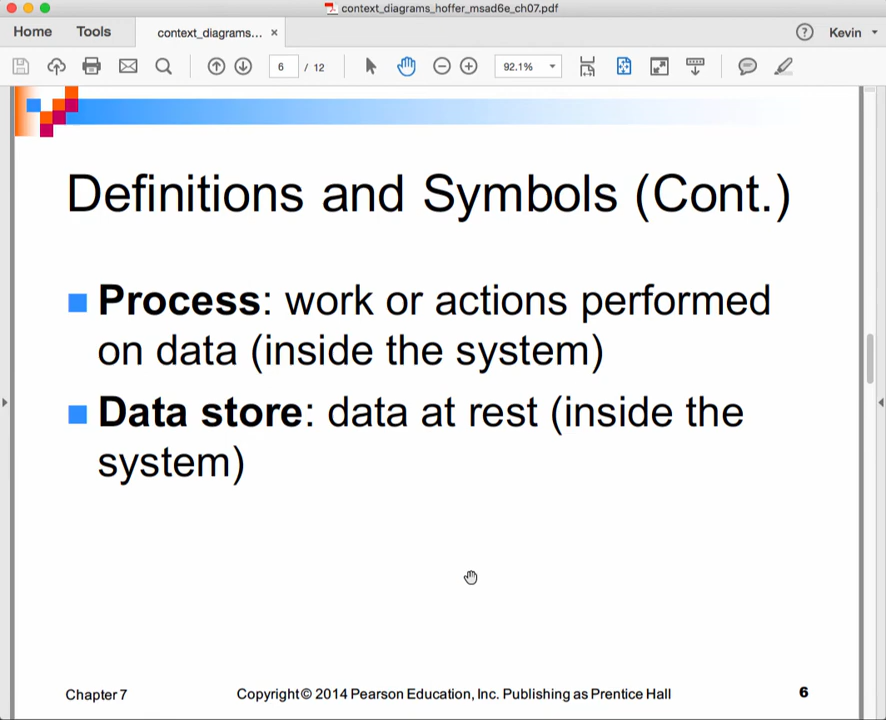 context_diagrams_hoffer_msad6e_ch07.pdf
Home Tools context_diagrams... × ? Kevin
6 / 12 92.1%
Definitions and Symbols (Cont.)
Process: work or actions performed
on data (inside the system)
Data store: data at rest (inside the
system)
Chapter 7 Copyright © 2014 Pearson Education, Inc. Publishing as Prentice Hall 6